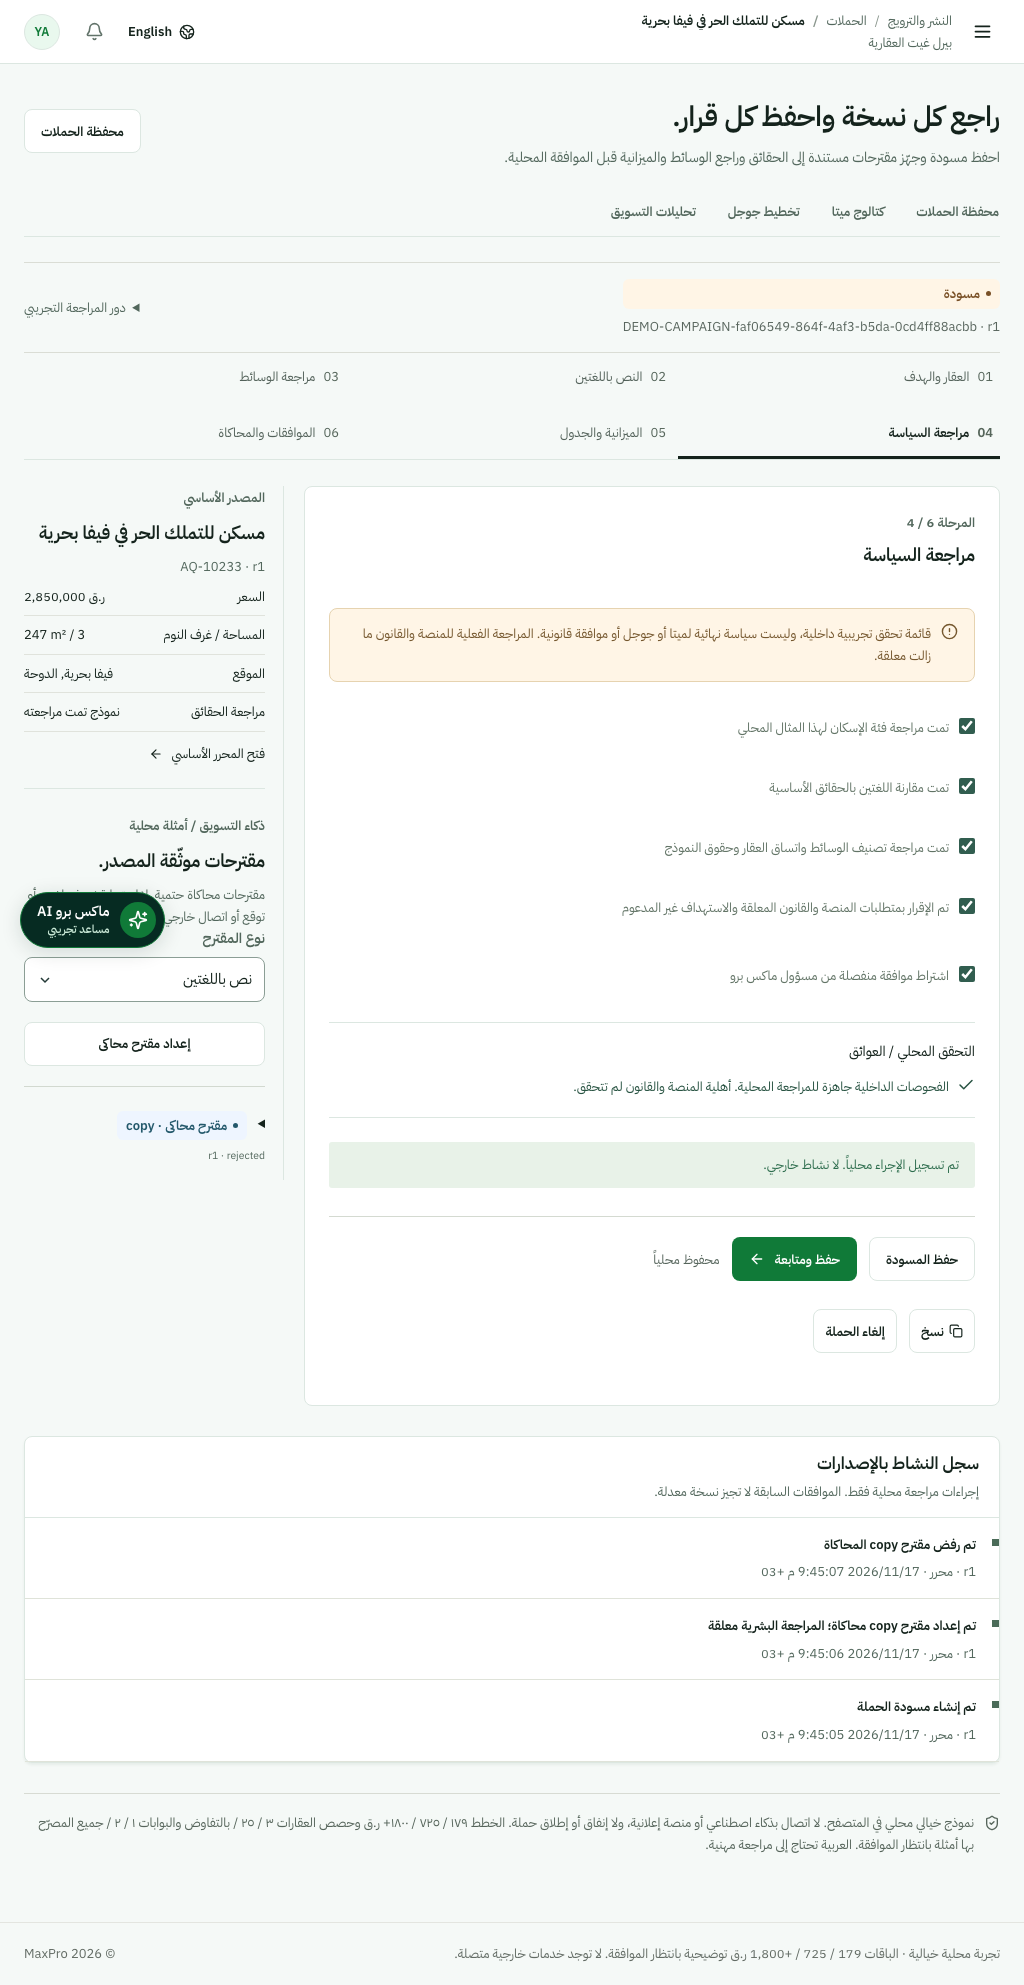 النشر والترويج / الحملات / مسكن للتملك الحر في فيفا بحرية
بيرل غيت العقارية
English
YA
راجع كل نسخة واحفظ كل قرار.
احفظ مسودة وجهّز مقترحات مستندة إلى الحقائق وراجع الوسائط والميزانية قبل الموافقة المحلية.
محفظة الحملات
محفظة الحملات
كتالوج ميتا
تخطيط جوجل
تحليلات التسويق
مسودة
DEMO-CAMPAIGN-faf06549-864f-4af3-b5da-0cd4ff88acbb · r1
دور المراجعة التجريبي
01 العقار والهدف
02 النص باللغتين
03 مراجعة الوسائط
04 مراجعة السياسة
05 الميزانية والجدول
06 الموافقات والمحاكاة
المرحلة 6 / 4
مراجعة السياسة
قائمة تحقق تجريبية داخلية، وليست سياسة نهائية لميتا أو جوجل أو موافقة قانونية. المراجعة الفعلية للمنصة والقانون ما
زالت معلقة.
تمت مراجعة فئة الإسكان لهذا المثال المحلي
تمت مقارنة اللغتين بالحقائق الأساسية
تمت مراجعة تصنيف الوسائط واتساق العقار وحقوق النموذج
تم الإقرار بمتطلبات المنصة والقانون المعلقة والاستهداف غير المدعوم
اشتراط موافقة منفصلة من مسؤول ماكس برو
التحقق المحلي / العوائق
الفحوصات الداخلية جاهزة للمراجعة المحلية. أهلية المنصة والقانون لم تتحقق.
تم تسجيل الإجراء محلياً. لا نشاط خارجي.
حفظ المسودة
حفظ ومتابعة
محفوظ محلياً
نسخ
إلغاء الحملة
المصدر الأساسي
مسكن للتملك الحر في فيفا بحرية
AQ-10233 · r1
السعر
ر.ق 2,850,000
المساحة / غرف النوم
247 m² / 3
الموقع
فيفا بحرية, الدوحة
مراجعة الحقائق
نموذج تمت مراجعته
فتح المحرر الأساسي
ذكاء التسويق / أمثلة محلية
مقترحات موثّقة المصدر.
مقترحات محاكاة حتمية
توقع أو اتصال خارجي
ماكس برو AI
مساعد تجريبي
نوع المقترح
نص باللغتين
إعداد مقترح محاكى
مقترح محاكى · copy
r1 · rejected
سجل النشاط بالإصدارات
إجراءات مراجعة محلية فقط. الموافقات السابقة لا تجيز نسخة معدلة.
تم رفض مقترح copy المحاكاة
r1 · محرر · 2026/11/17 9:45:07 م +03
تم إعداد مقترح copy محاكاة؛ المراجعة البشرية معلقة
r1 · محرر · 2026/11/17 9:45:06 م +03
تم إنشاء مسودة الحملة
r1 · محرر · 2026/11/17 9:45:05 م +03
نموذج خيالي محلي في المتصفح. لا اتصال بذكاء اصطناعي أو منصة إعلانية، ولا إنفاق أو إطلاق حملة. الخطط ١٧٩ / ٧٢٥ / ١٨٠٠+ ر.ق وحصص العقارات ٣ / ٢٥ / بالتفاوض والبوابات ١ / ٢ / جميع المصرّح
بها أمثلة بانتظار الموافقة. العربية تحتاج إلى مراجعة مهنية.
تجربة محلية خيالية · الباقات 179 / 725 / +1,800 ر.ق توضيحية بانتظار الموافقة. لا توجد خدمات خارجية متصلة.
© 2026 MaxPro